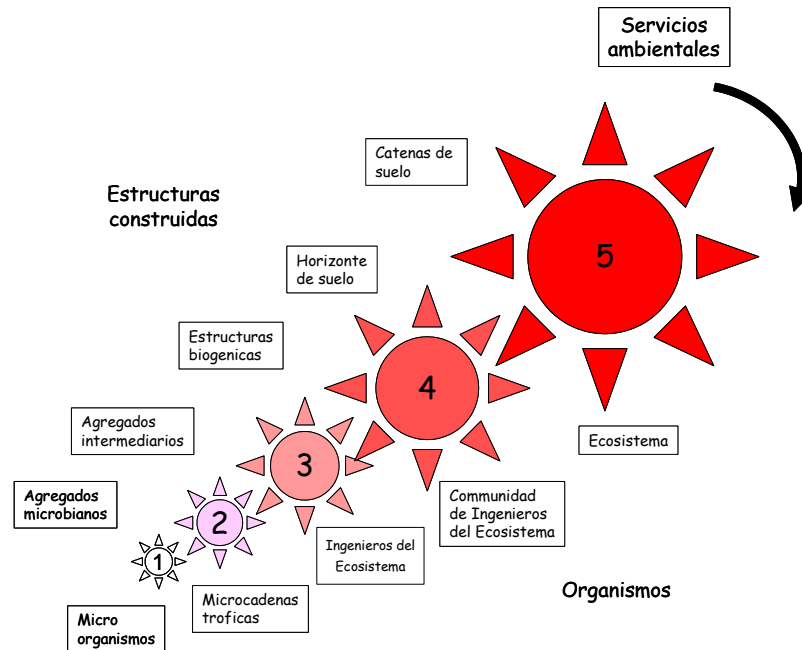 Servicios
ambientales
Catenas de
suelo
Estructuras
construidas
5
Horizonte
de suelo
Estructuras
biogenicas
4
Agregados
intermediarios
Ecosistema
3
Agregados
microbianos
Communidad
de Ingenieros
del Ecosistema
2
Ingenieros del
Ecosistema
1
Organismos
Microcadenas
troficas
Micro
organismos